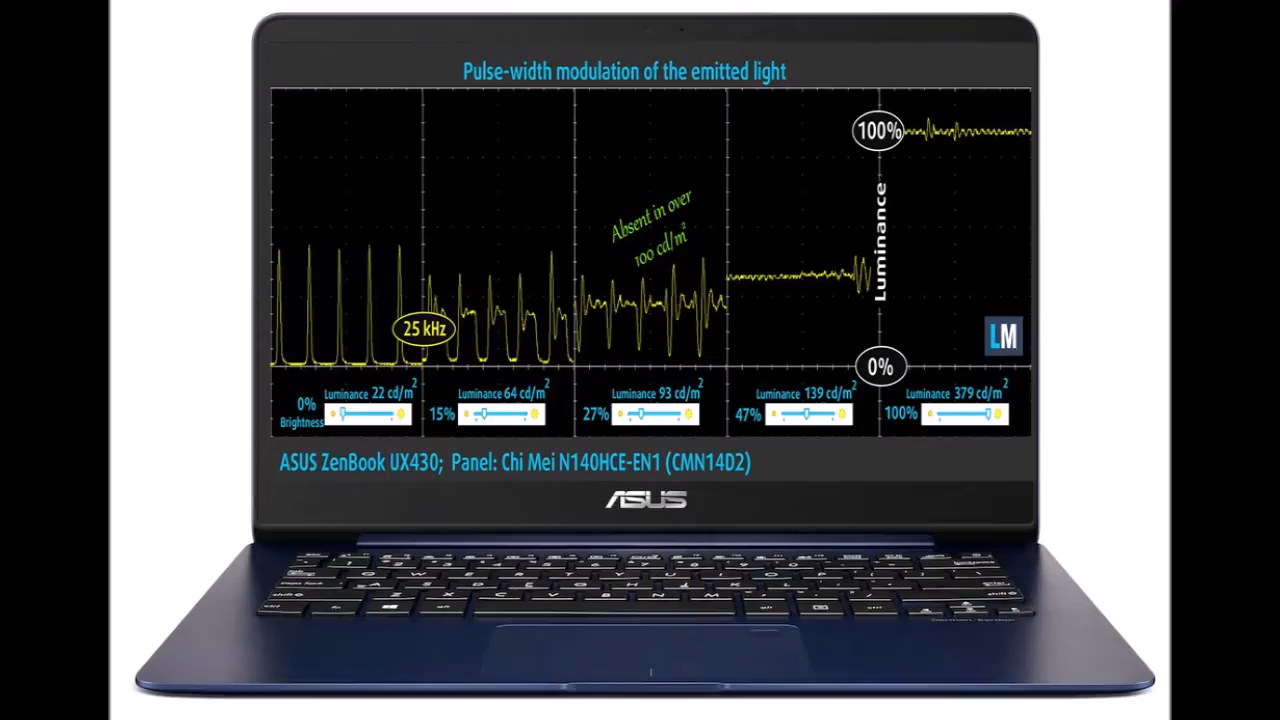 Pulse-width modulation of the emitted light
100%
Luminance
Absent in over
100 cd/m²
25 kHz
LM
0%
0% Brightness
Luminance 22 cd/m²
15%
Luminance 64 cd/m²
27%
Luminance 93 cd/m²
47%
Luminance 139 cd/m²
100%
Luminance 379 cd/m²
ASUS ZenBook UX430; Panel: Chi Mei N140HCE-EN1 (CMN14D2)
ASUS
harman/kardon